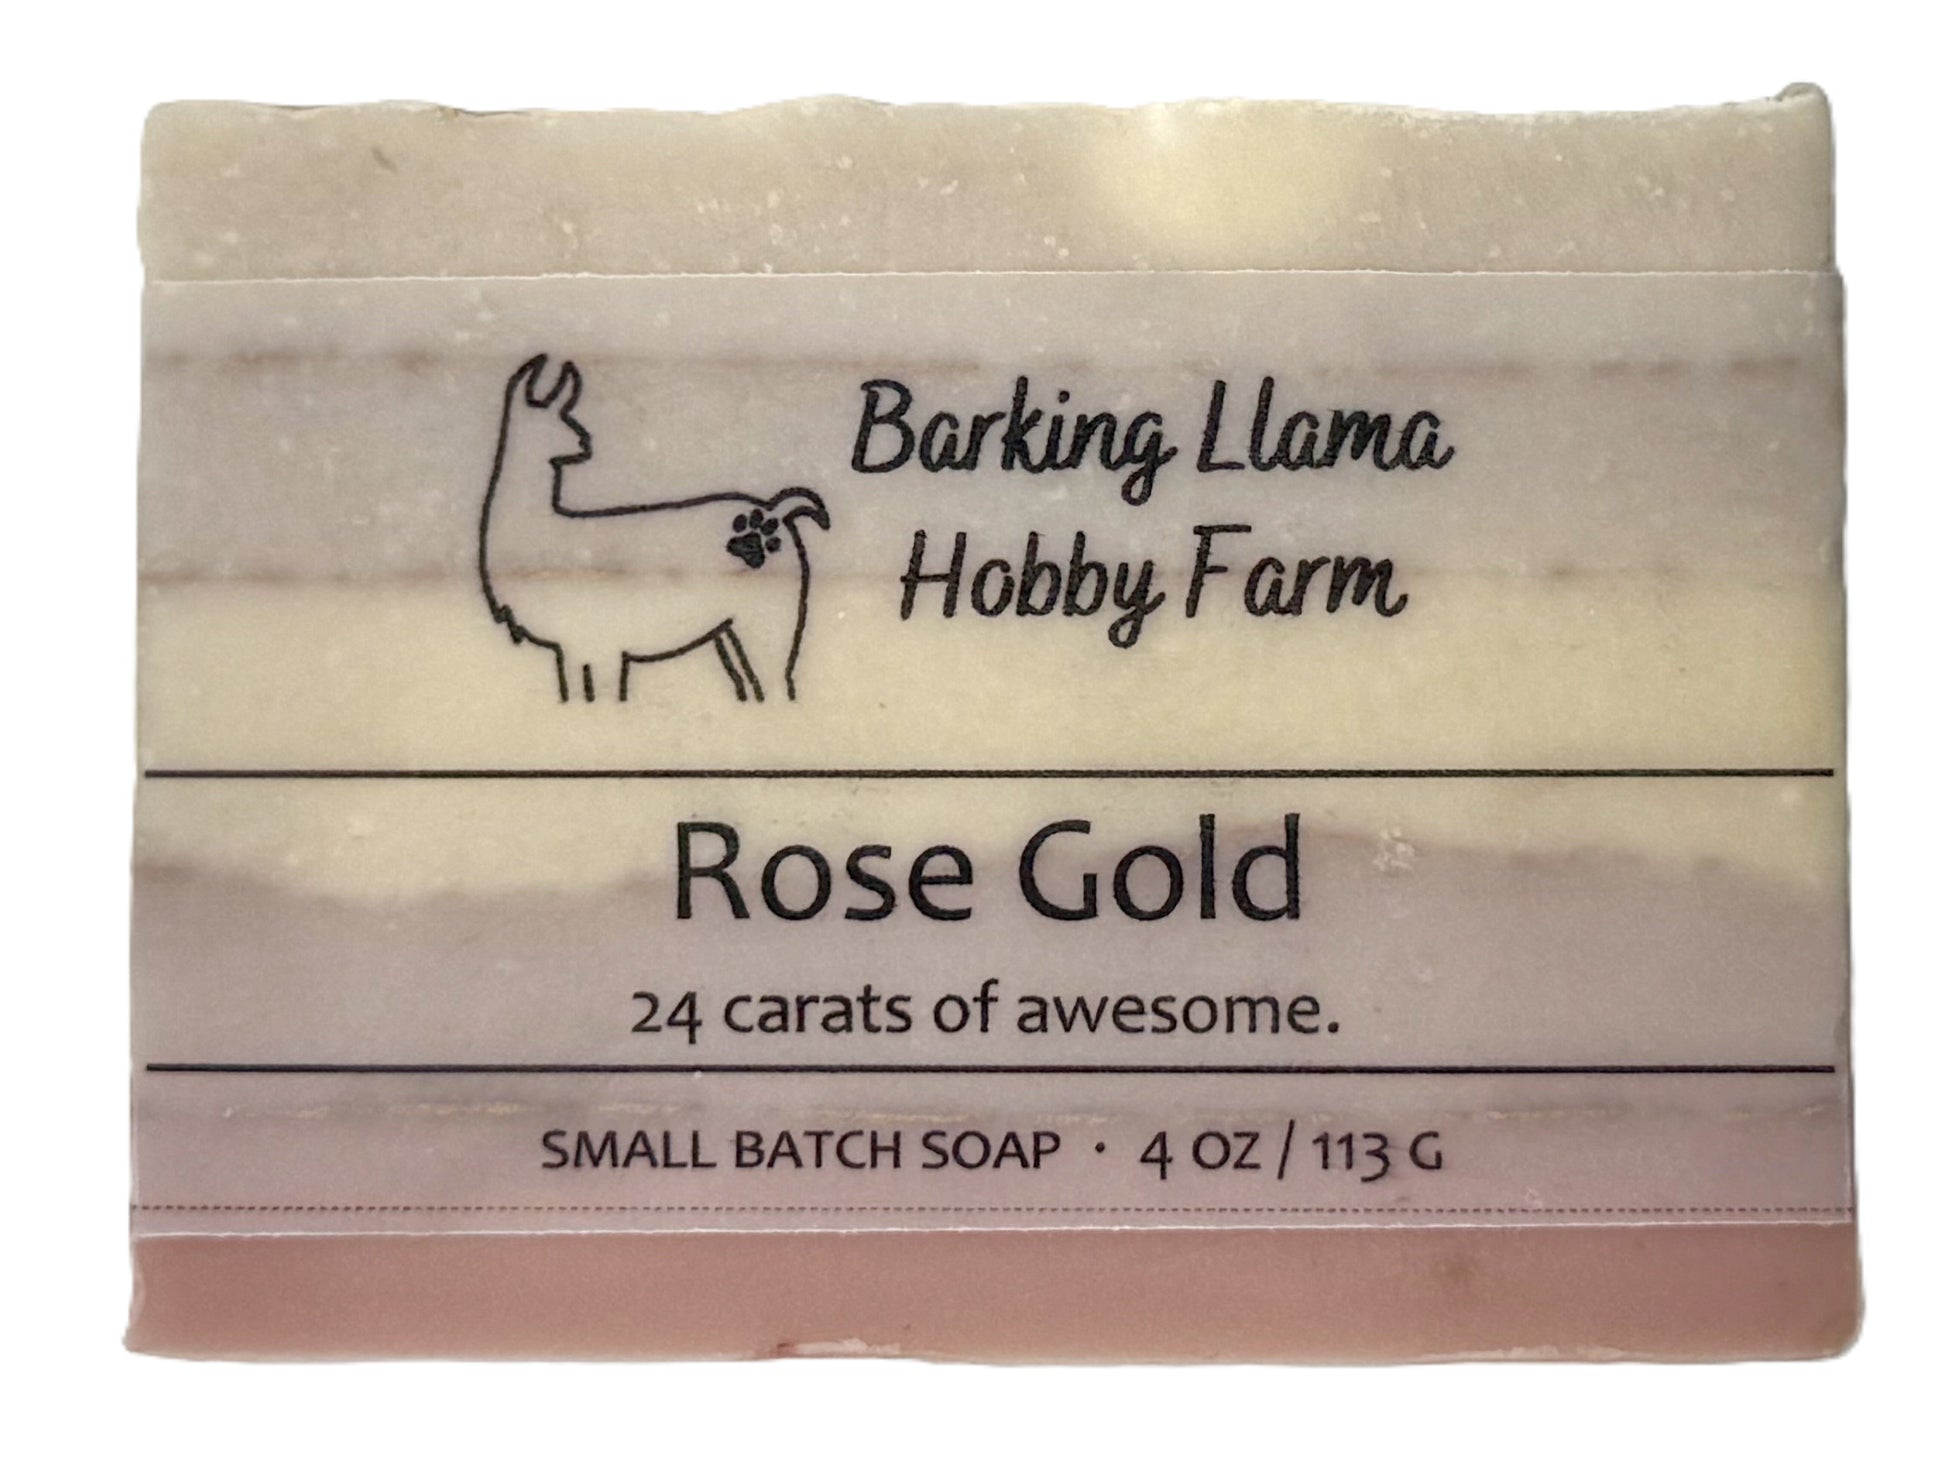 Barking Llama
Hobby Farm
Rose Gold
24 carats of awesome.
SMALL BATCH SOAP · 4 OZ / 113 G